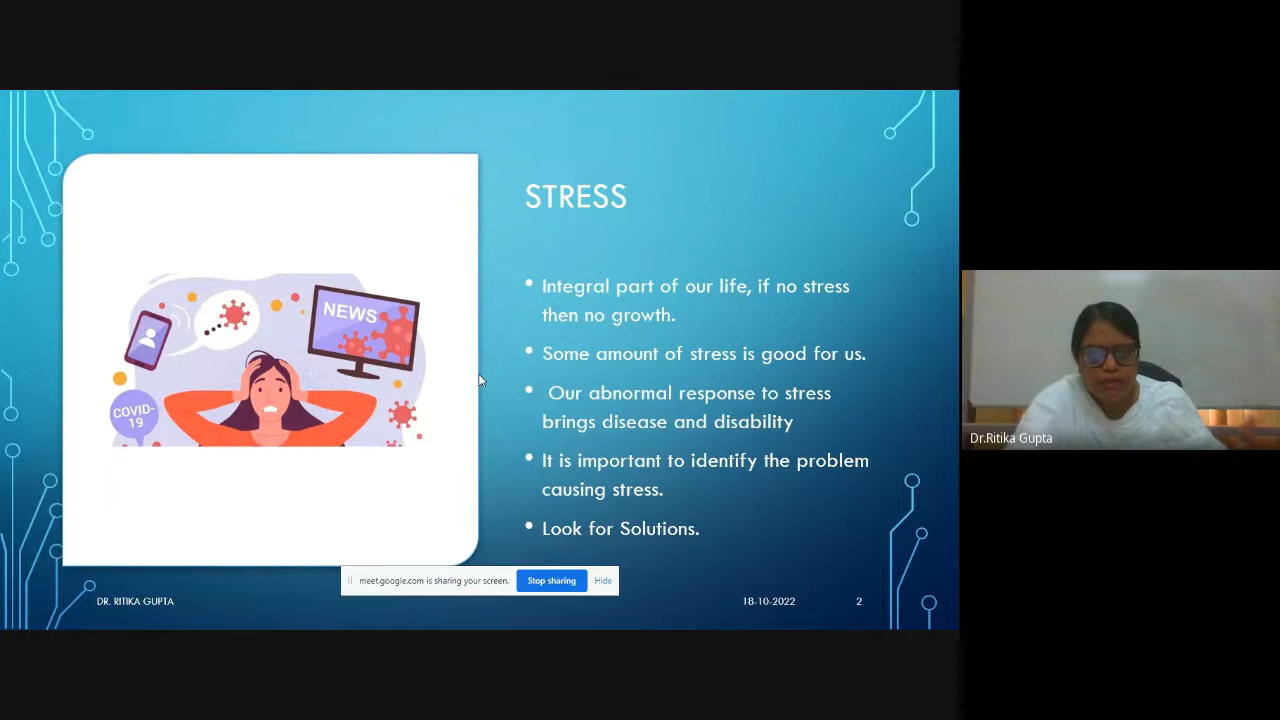 NEWS
COVID-
19
STRESS
• Integral part of our life, if no stress
then no growth.
• Some amount of stress is good for us.
• Our abnormal response to stress
brings disease and disability
• It is important to identify the problem
causing stress.
• Look for Solutions.
meet.google.com is sharing your screen. Stop sharing Hide
DR. RITIKA GUPTA 18-10-2022 2
Dr.Ritika Gupta